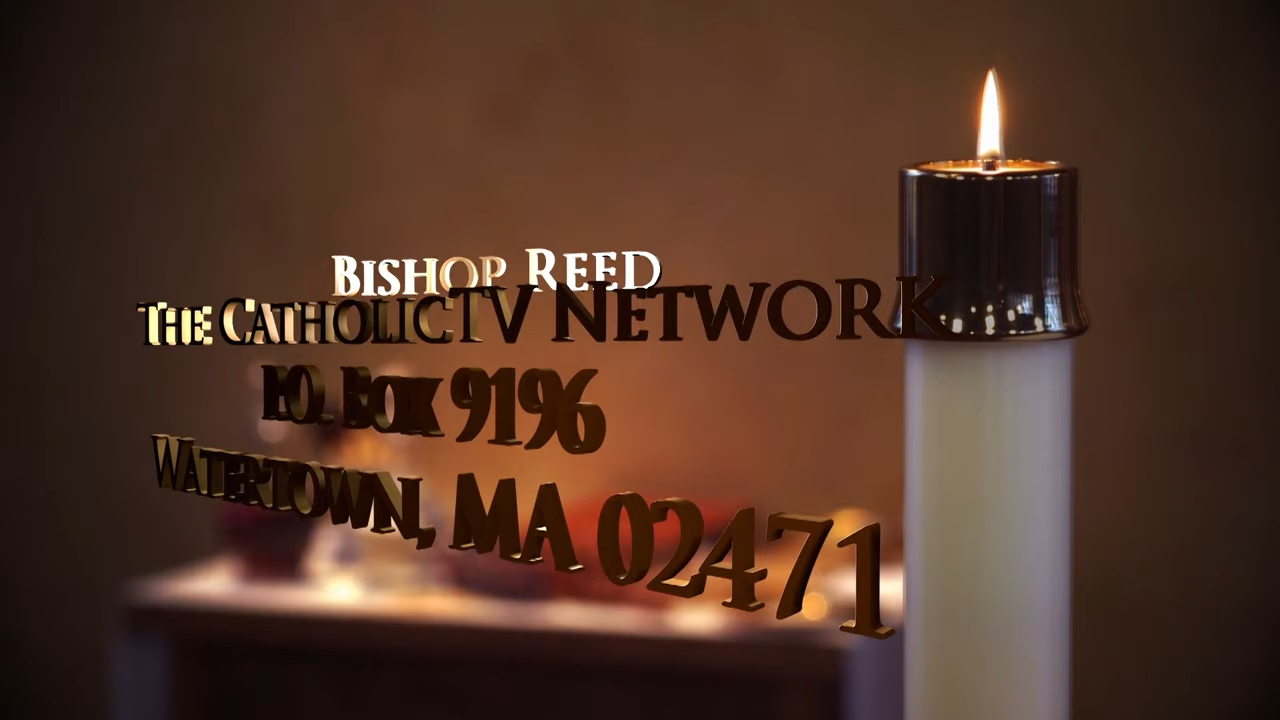 Bishop Reed
The CatholicTV Network
P.O. Box 9196
Watertown, MA 02471